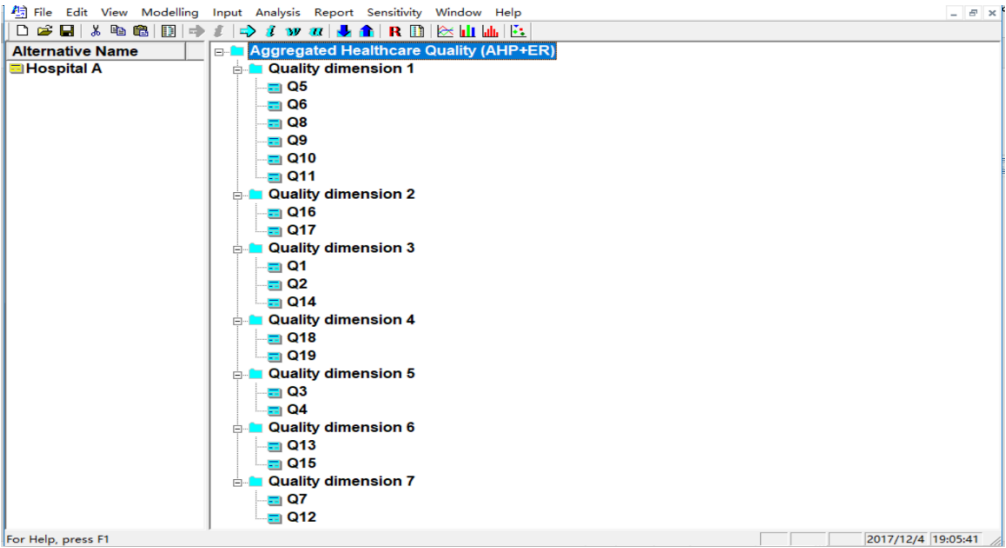 File Edit View Modelling Input Analysis Report Sensitivity Window Help
Alternative Name
Hospital A
Aggregated Healthcare Quality (AHP+ER)
Quality dimension 1
Q5
Q6
Q8
Q9
Q10
Q11
Quality dimension 2
Q16
Q17
Quality dimension 3
Q1
Q2
Q14
Quality dimension 4
Q18
Q19
Quality dimension 5
Q3
Q4
Quality dimension 6
Q13
Q15
Quality dimension 7
Q7
Q12
For Help, press F1
2017/12/4 19:05:41